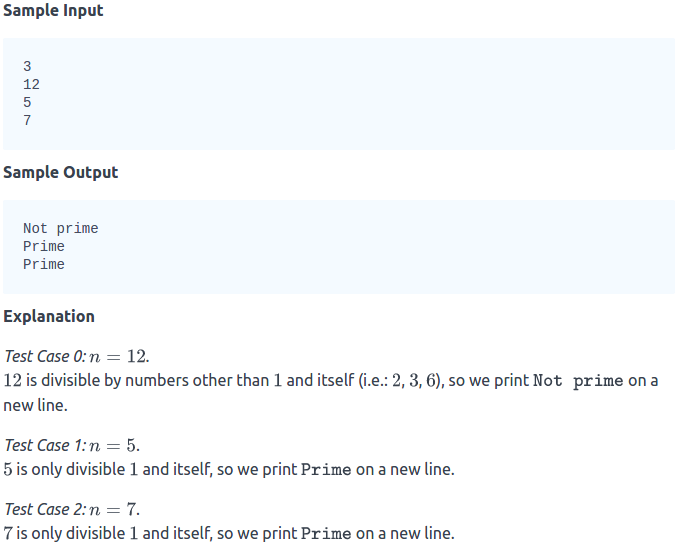 Sample Input
3
12
5
7
Sample Output
Not prime
Prime
Prime
Explanation
Test Case 0: n = 12.
12 is divisible by numbers other than 1 and itself (i.e.: 2, 3, 6), so we print Not prime on a
new line.
Test Case 1: n = 5.
5 is only divisible 1 and itself, so we print Prime on a new line.
Test Case 2: n = 7.
7 is only divisible 1 and itself, so we print Prime on a new line.